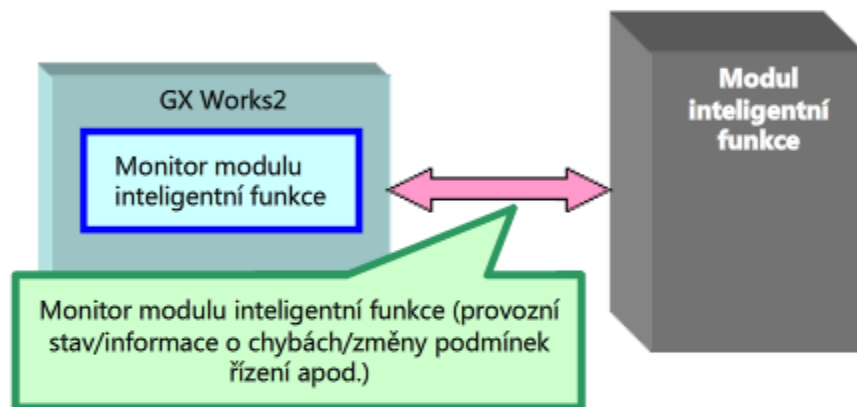 GX Works2
Monitor modulu
inteligentní funkce
Modul
inteligentní
funkce
Monitor modulu inteligentní funkce (provozní
stav/informace o chybách/změny podmínek
řízení apod.)